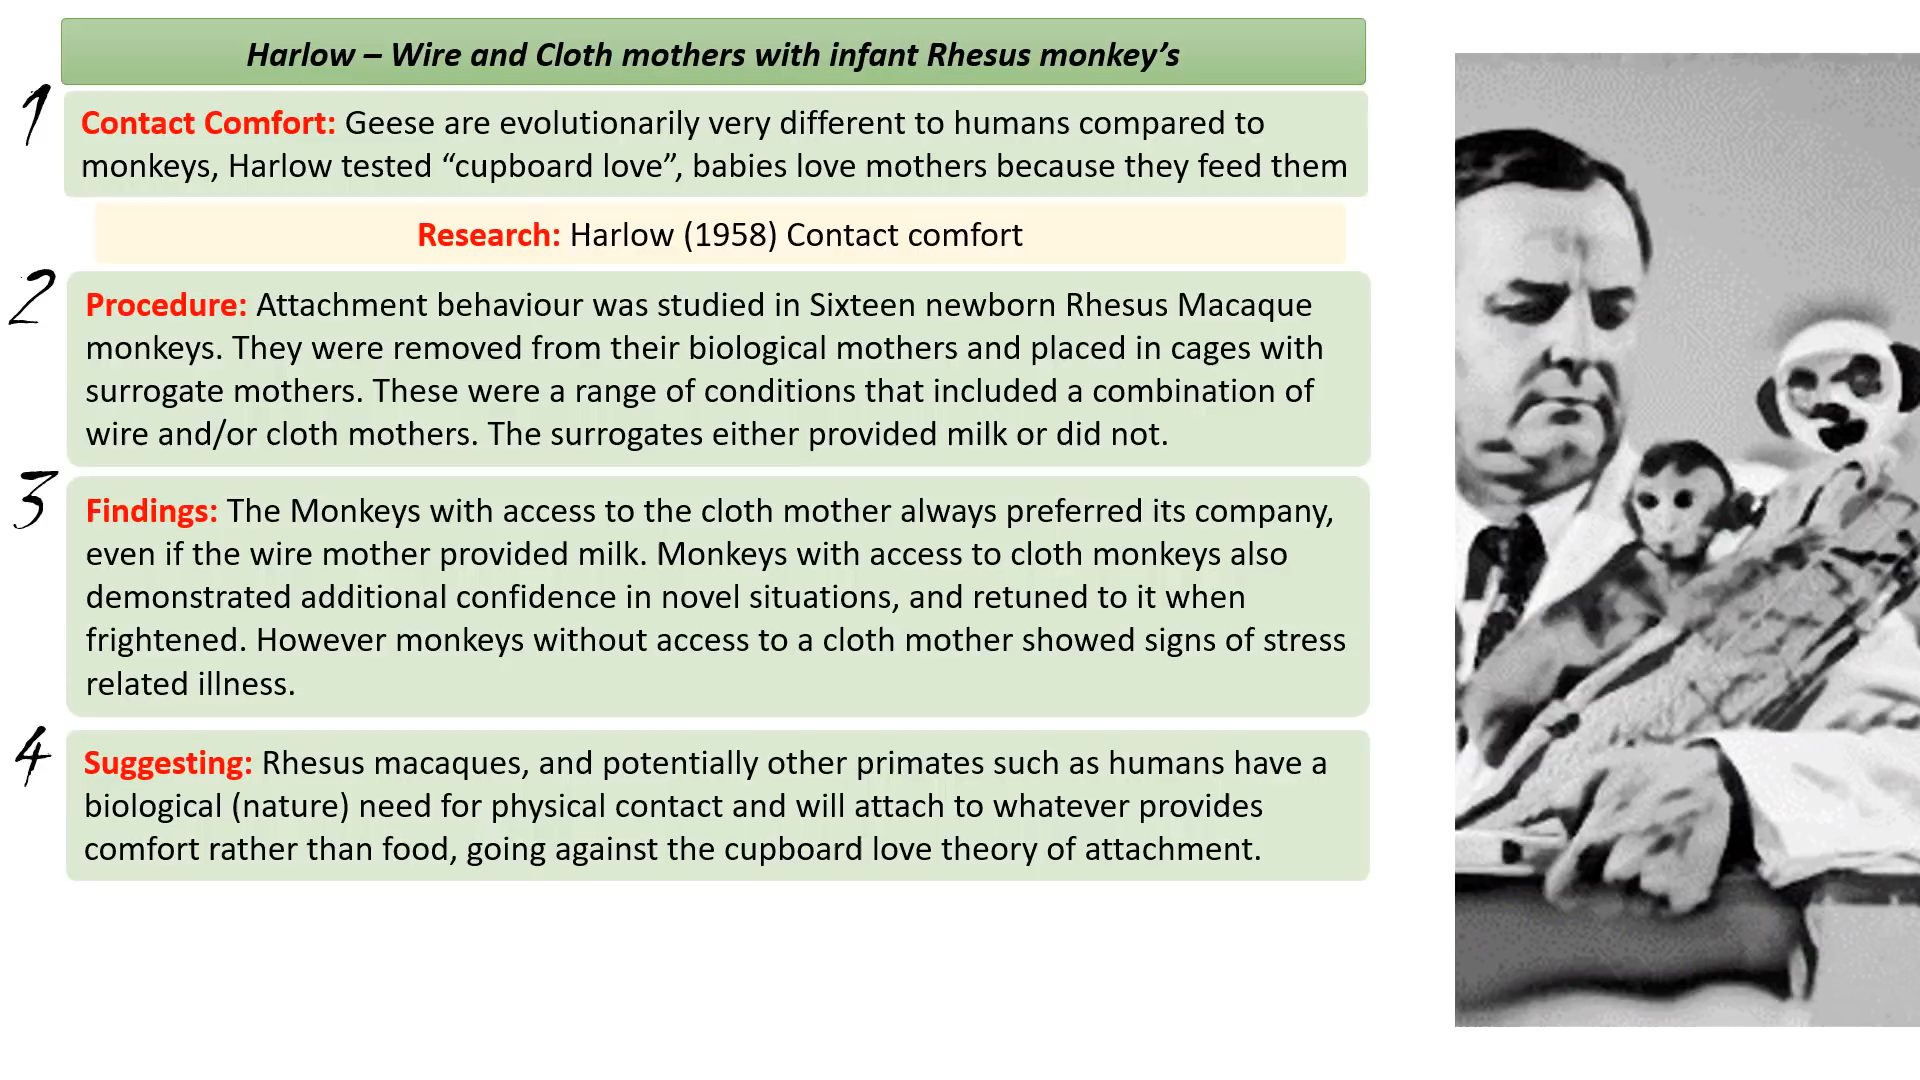 Harlow – Wire and Cloth mothers with infant Rhesus monkey’s
1
Contact Comfort: Geese are evolutionarily very different to humans compared to
monkeys, Harlow tested “cupboard love”, babies love mothers because they feed them
Research: Harlow (1958) Contact comfort
2
Procedure: Attachment behaviour was studied in Sixteen newborn Rhesus Macaque
monkeys. They were removed from their biological mothers and placed in cages with
surrogate mothers. These were a range of conditions that included a combination of
wire and/or cloth mothers. The surrogates either provided milk or did not.
3
Findings: The Monkeys with access to the cloth mother always preferred its company,
even if the wire mother provided milk. Monkeys with access to cloth monkeys also
demonstrated additional confidence in novel situations, and retuned to it when
frightened. However monkeys without access to a cloth mother showed signs of stress
related illness.
4
Suggesting: Rhesus macaques, and potentially other primates such as humans have a
biological (nature) need for physical contact and will attach to whatever provides
comfort rather than food, going against the cupboard love theory of attachment.